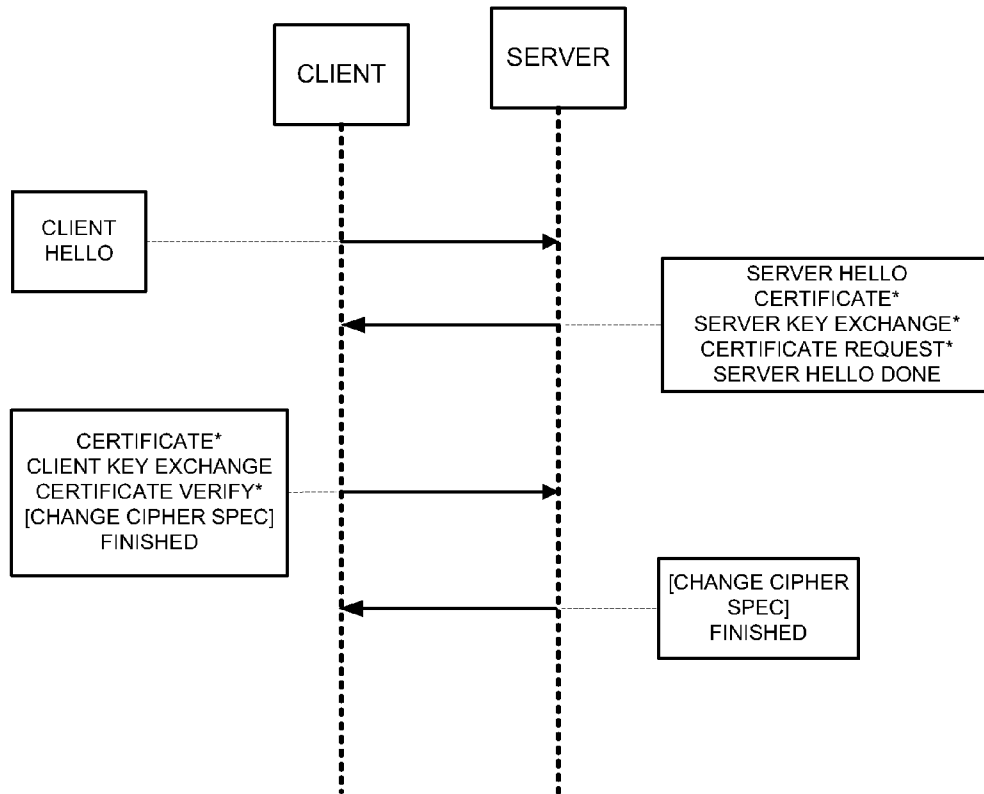 CLIENT
SERVER
CLIENT
HELLO
SERVER HELLO
CERTIFICATE*
SERVER KEY EXCHANGE*
CERTIFICATE REQUEST*
SERVER HELLO DONE
CERTIFICATE*
CLIENT KEY EXCHANGE
CERTIFICATE VERIFY*
[CHANGE CIPHER SPEC]
FINISHED
[CHANGE CIPHER
SPEC]
FINISHED